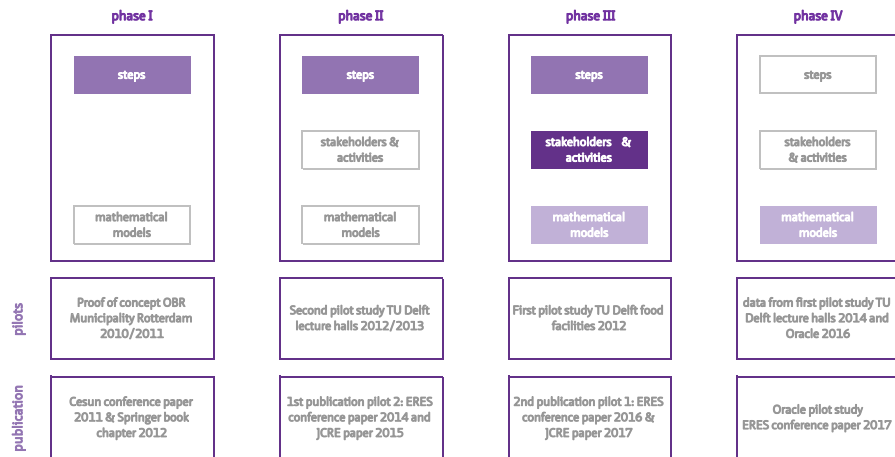 phase I
phase II
phase III
phase IV
steps
steps
steps
steps
stakeholders &
activities
stakeholders &
activities
stakeholders
& activities
mathematical
models
mathematical
models
mathematical
models
mathematical
models
pilots
Proof of concept OBR
Municipality Rotterdam
2010/2011
Second pilot study TU Delft
lecture halls 2012/2013
First pilot study TU Delft food
facilities 2012
data from first pilot study TU
Delft lecture halls 2014 and
Oracle 2016
publication
Cesun conference paper
2011 & Springer book
chapter 2012
1st publication pilot 2: ERES
conference paper 2014 and
JCRE paper 2015
2nd publication pilot 1: ERES
conference paper 2016 &
JCRE paper 2017
Oracle pilot study
ERES conference paper 2017